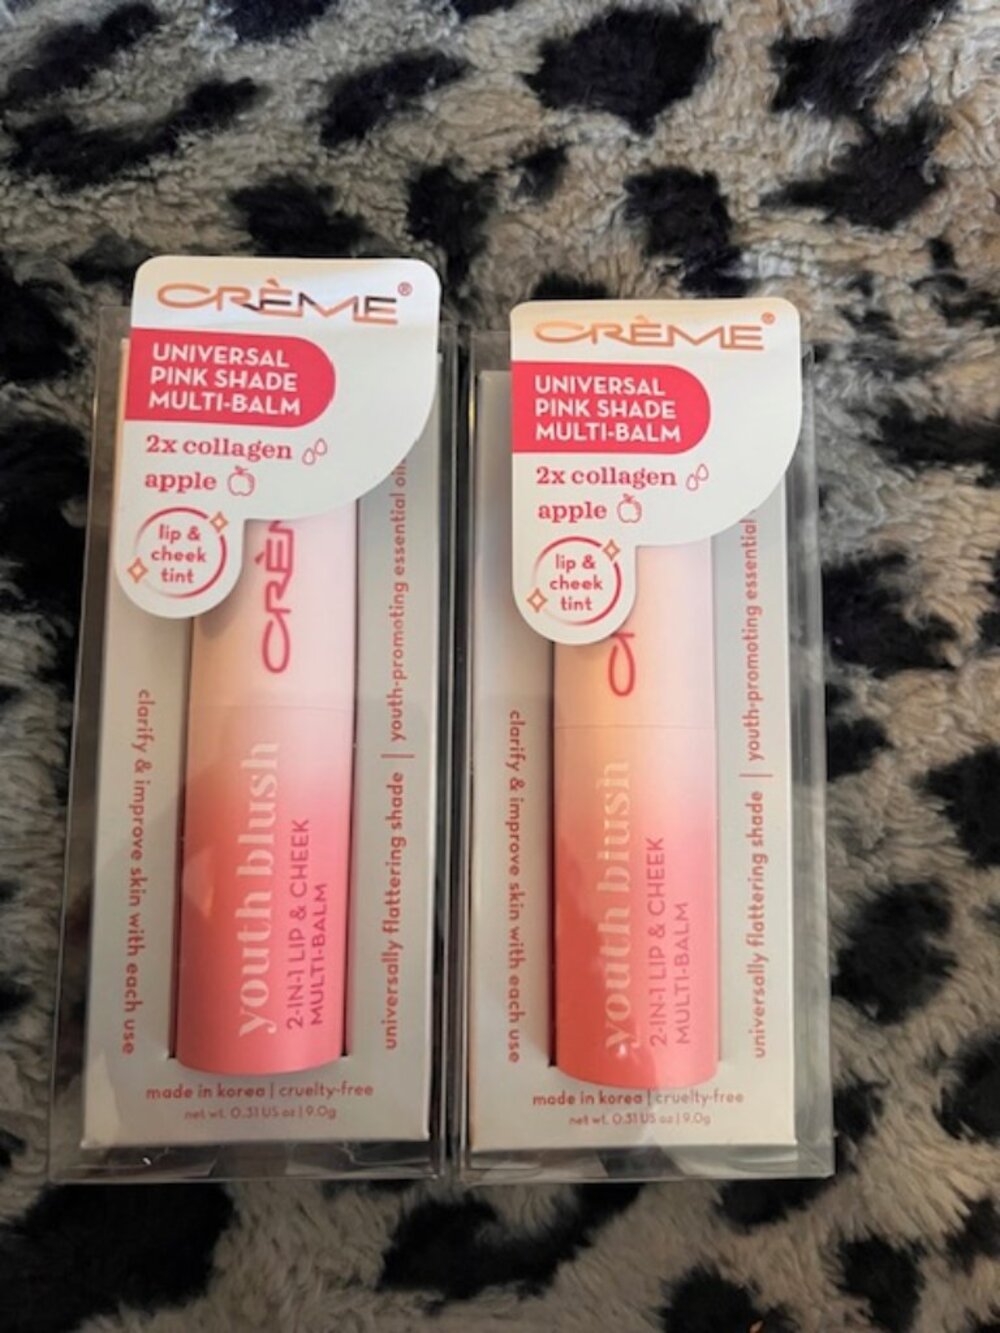 CRÈME®
UNIVERSAL
PINK SHADE
MULTI-BALM
2x collagen
apple
lip &
cheek
tint
clarify & improve skin with each use
youth blush
2-IN-1 LIP & CHEEK
MULTI-BALM
universally flattering shade | youth-promoting essential
made in korea | cruelty-free
net wt. 0.31 US oz | 9.0g
CRÈME®
UNIVERSAL
PINK SHADE
MULTI-BALM
2x collagen
apple
lip &
cheek
tint
clarify & improve skin with each use
youth blush
2-IN-1 LIP & CHEEK
MULTI-BALM
universally flattering shade | youth-promoting essential
made in korea | cruelty-free
net wt. 0.31 US oz | 9.0g